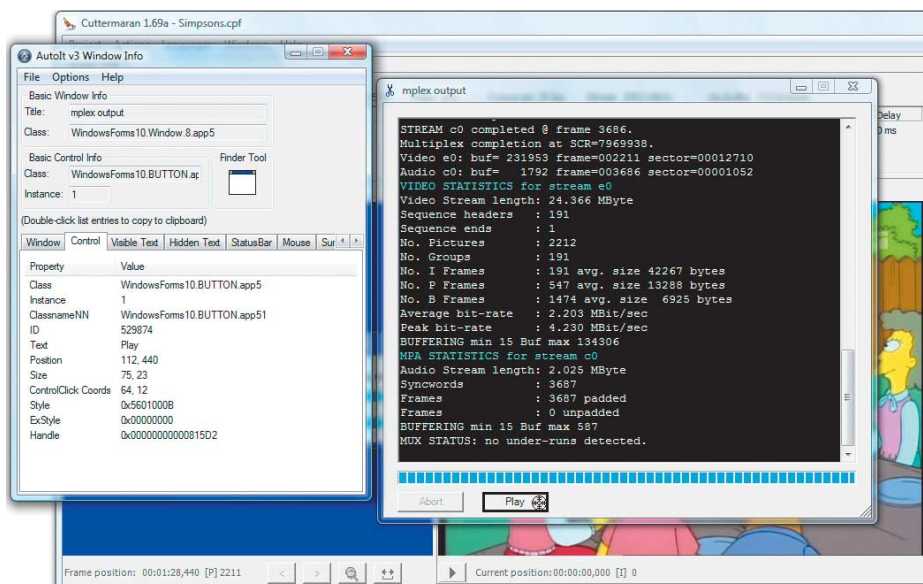 Cuttermaran 1.69a - Simpsons.cpf
AutoIt v3 Window Info
File Options Help
Basic Window Info
Title: mplex output
Class: WindowsForms10.Window.8.app5
Basic Control Info
Finder Tool
Class: WindowsForms10.BUTTON.ap
Instance: 1
(Double-click list entries to copy to clipboard)
Window Control Visible Text Hidden Text StatusBar Mouse Sur
Property Value
Class WindowsForms10.BUTTON.app5
Instance 1
ClassnameNN WindowsForms10.BUTTON.app51
ID 529874
Text Play
Position 112, 440
Size 75, 23
ControlClick Coords 64, 12
Style 0x5601000B
ExStyle 0x00000000
Handle 0x00000000000815D2
mplex output
STREAM c0 completed @ frame 3686.
Multiplex completion at SCR=7969938.
Video e0: buf= 231953 frame=002211 sector=00012710
Audio c0: buf=   1792 frame=003686 sector=00001052
VIDEO STATISTICS for stream e0
Video Stream length: 24.366 MByte
Sequence headers : 191
Sequence ends : 1
No. Pictures : 2212
No. Groups : 191
No. I Frames : 191 avg. size 42267 bytes
No. P Frames : 547 avg. size 13288 bytes
No. B Frames : 1474 avg. size  6925 bytes
Average bit-rate : 2.203 MBit/sec
Peak bit-rate : 4.230 MBit/sec
BUFFERING min 15 Buf max 134306
MPA STATISTICS for stream c0
Audio Stream length: 2.025 MByte
Syncwords : 3687
Frames : 3687 padded
Frames : 0 unpadded
BUFFERING min 15 Buf max 587
MUX STATUS: no under-runs detected.
Abort Play
Delay
0 ms
Frame position: 00:01:28,440 [P] 2211
< >
Current position: 00:00:00,000 [I] 0